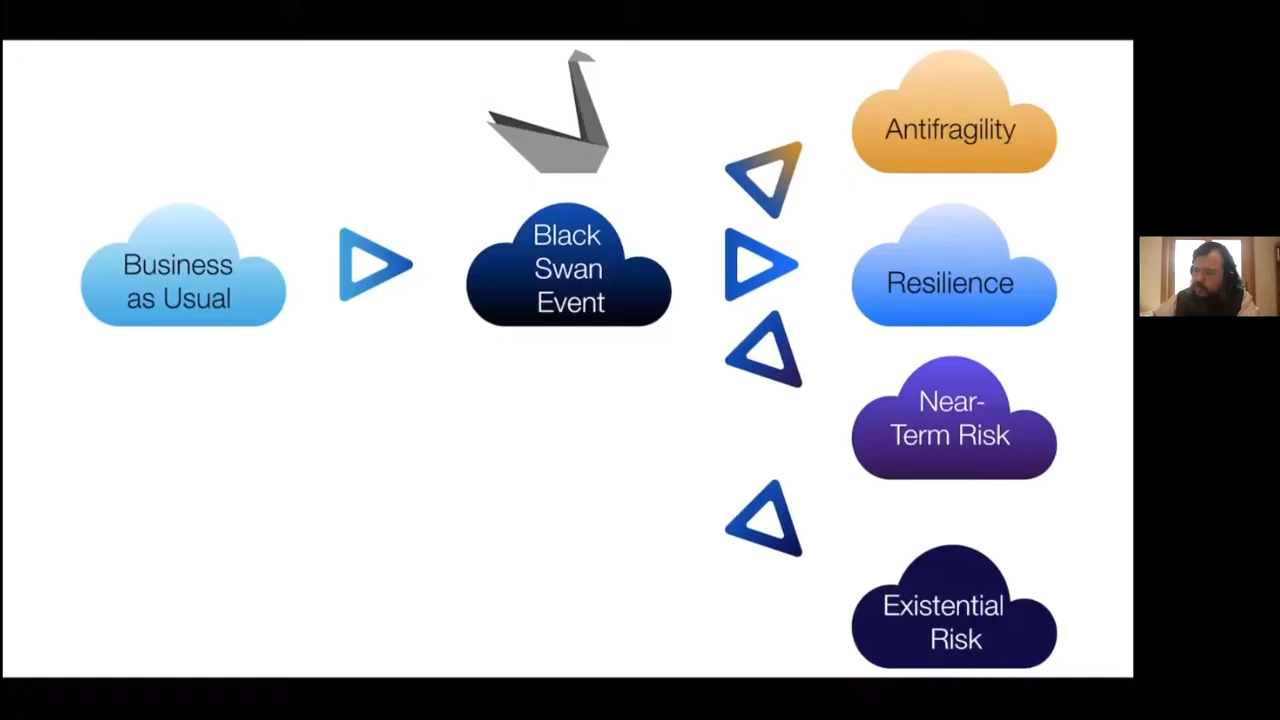 Antifragility
Business
as Usual
Black
Swan
Event
Resilience
Near-
Term Risk
Existential
Risk